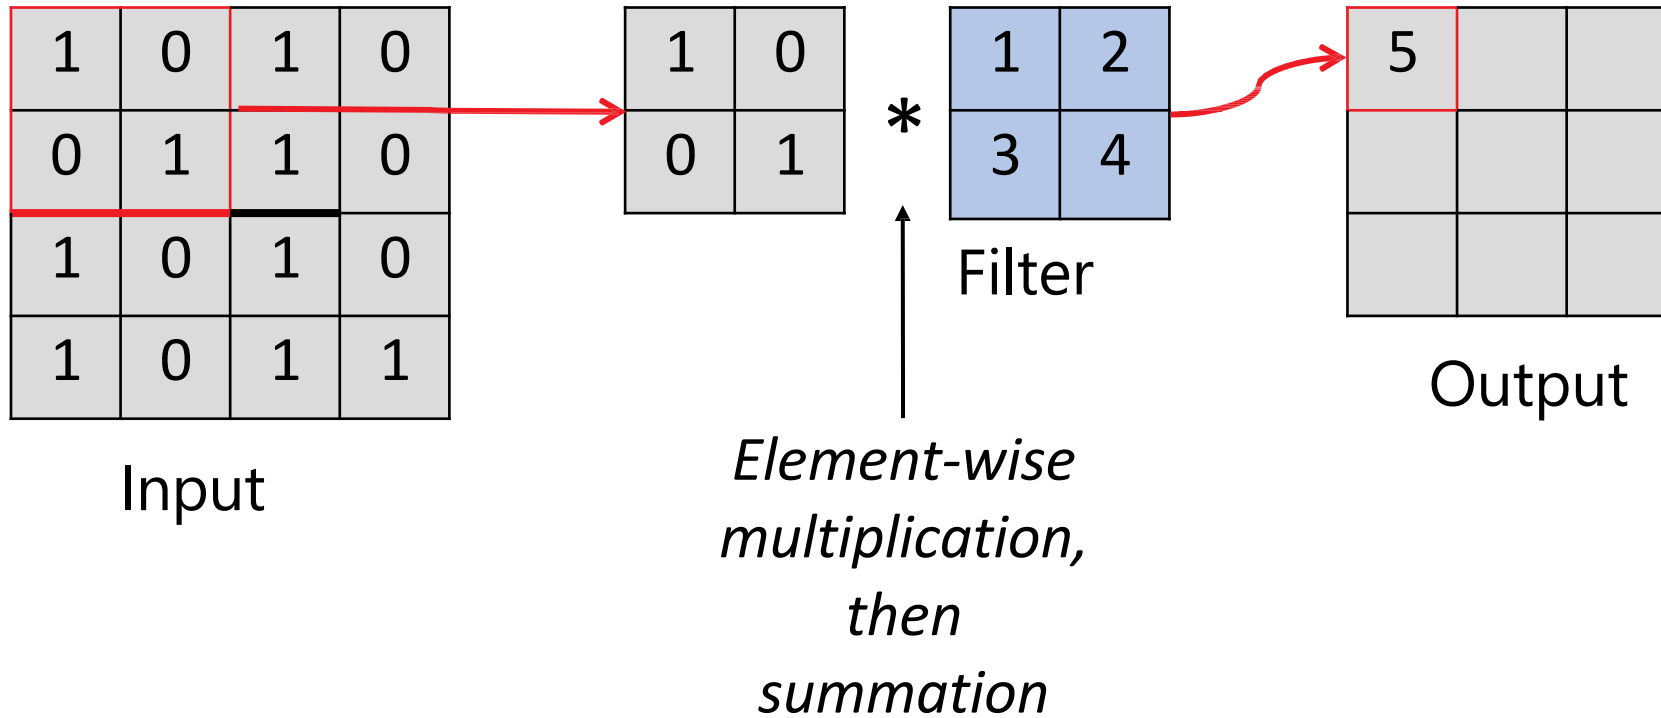 1 0 1 0
0 1 1 0
1 0 1 0
1 0 1 1
Input
1 0
0 1
*
1 2
3 4
Filter
5
Output
Element-wise
multiplication,
then
summation